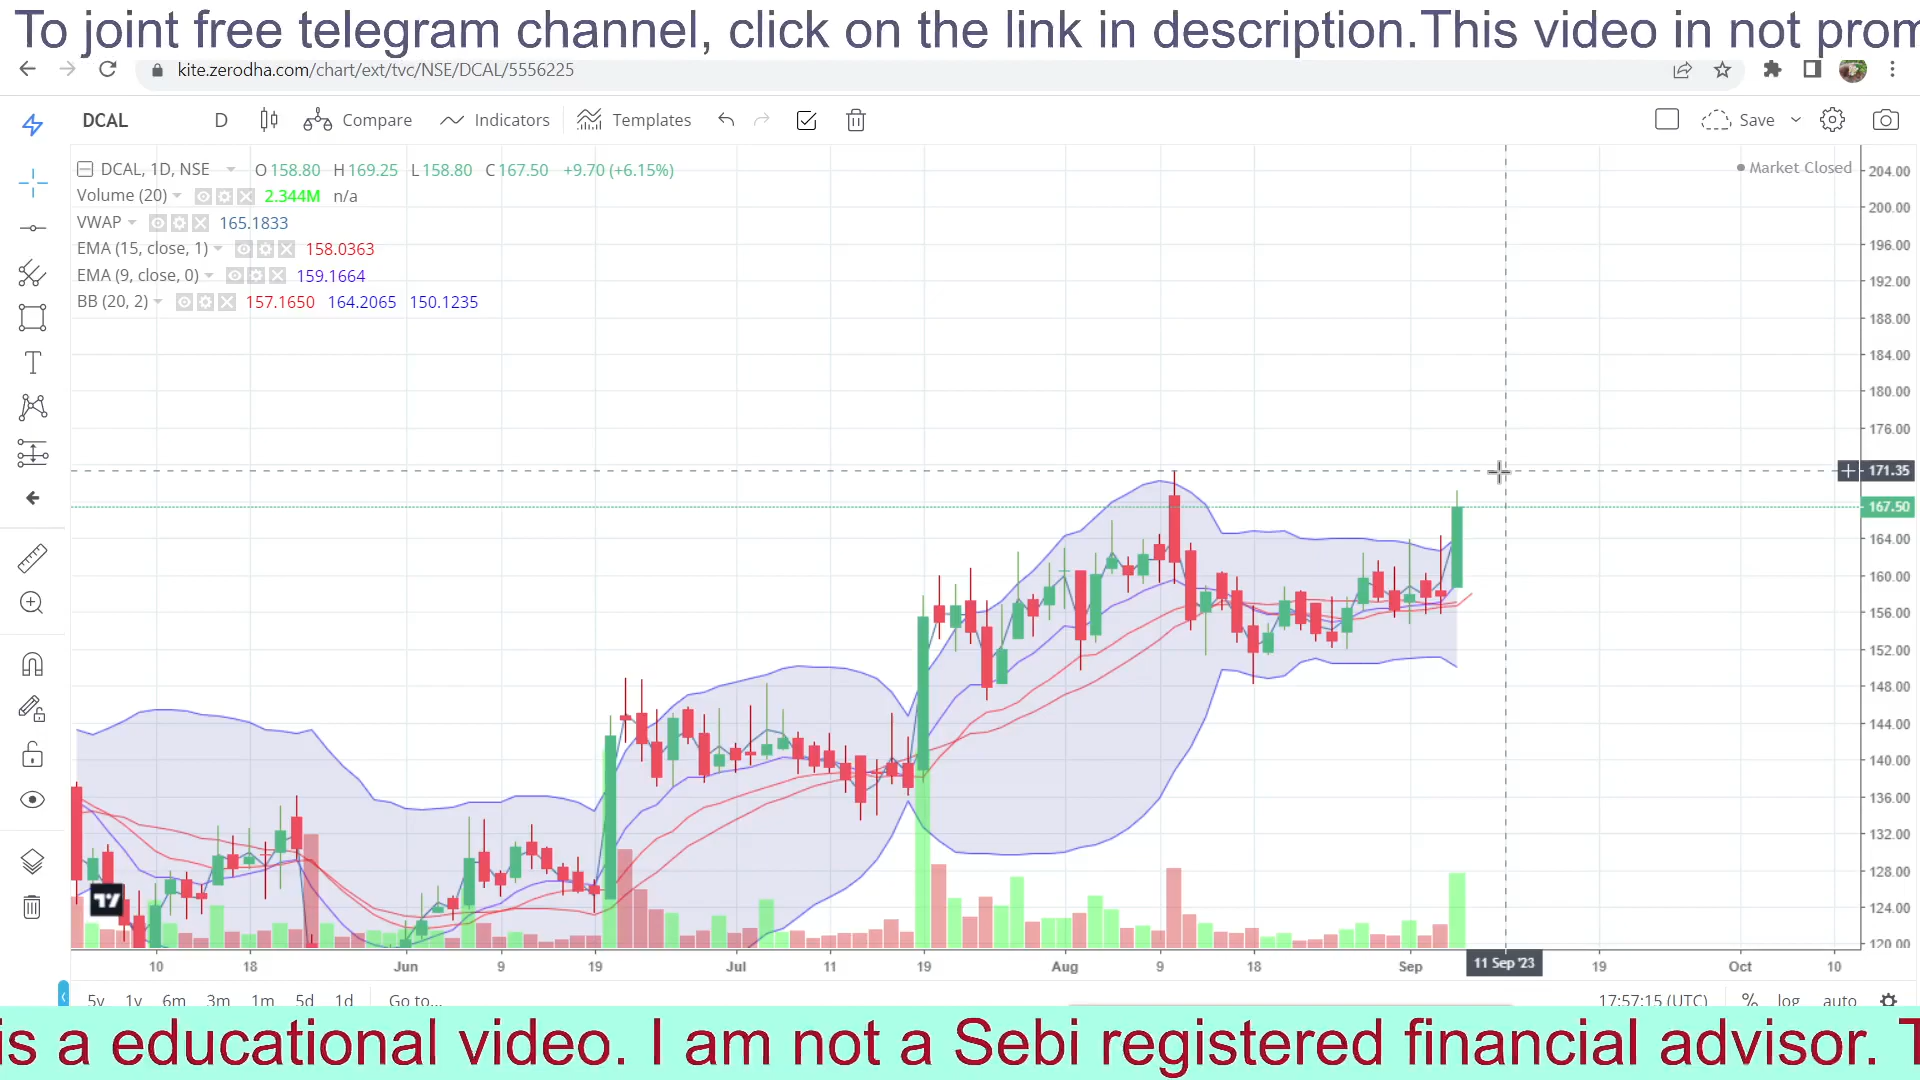 To joint free telegram channel, click on the link in description.This video in not prom
kite.zerodha.com/chart/ext/tvc/NSE/DCAL/5556225
DCAL D Compare Indicators Templates Save
DCAL, 1D, NSE O158.80 H169.25 L158.80 C167.50 +9.70 (+6.15%)
Market Closed
Volume (20) 2.344M n/a
VWAP 165.1833
EMA (15, close, 1) 158.0363
EMA (9, close, 0) 159.1664
BB (20, 2) 157.1650 164.2065 150.1235
204.00
200.00
196.00
192.00
188.00
184.00
180.00
176.00
171.35
167.50
164.00
160.00
156.00
152.00
148.00
144.00
140.00
136.00
132.00
128.00
124.00
120.00
10 18 Jun 9 19 Jul 11 19 Aug 9 18 Sep 11 Sep '23 19 Oct 10
5y 1y 6m 3m 1m 5d 1d Go to... 17:57:15 (UTC) % log auto
is a educational video. I am not a Sebi registered financial advisor. T